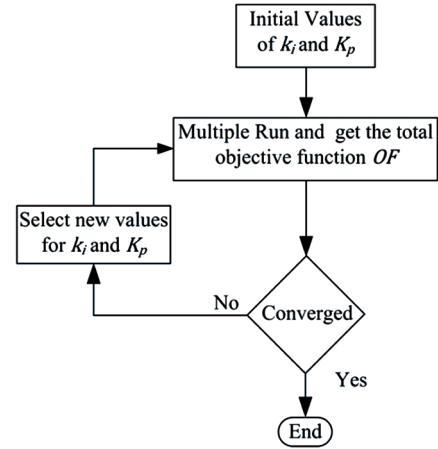 Initial Values
of ki and Kp
Multiple Run and get the total
objective function OF
Select new values
for ki and Kp
No
Converged
Yes
End